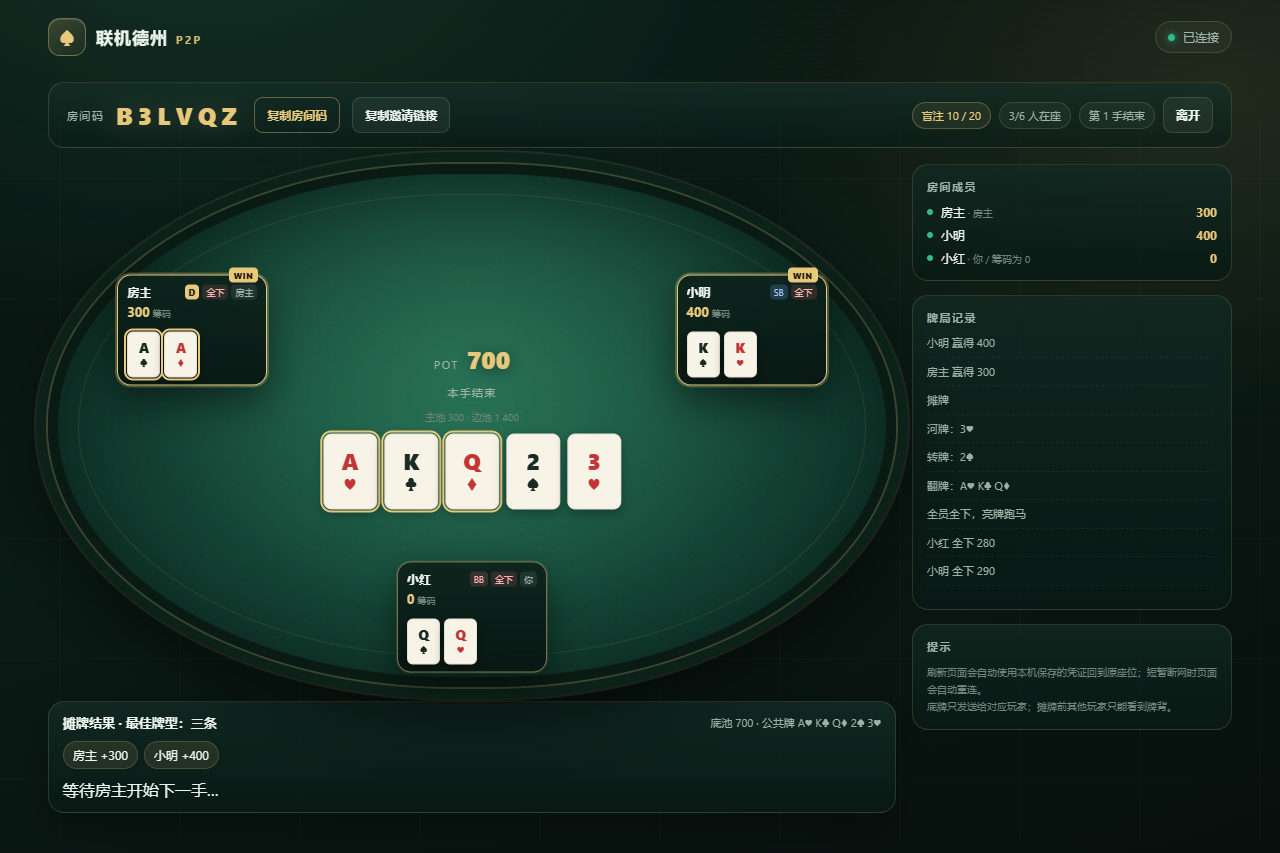 联机德州 P2P
已连接
房间码 B3LVQZ 复制房间码 复制邀请链接
盲注 10 / 20 3/6 人在座 第 1 手结束 离开
房间成员
房主 · 房主 300
小明 400
小红 · 你 / 筹码为 0 0
WIN
房主 D 全下 房主
300 筹码
A♠ A♦
WIN
小明 SB 全下
400 筹码
K♠ K♥
POT 700
本手结束
主池 300 · 边池 1 400
A♥ K♣ Q♦ 2♠ 3♥
小红 BB 全下 你
0 筹码
Q♠ Q♥
牌局记录
小明 赢得 400
房主 赢得 300
摊牌
河牌：3♥
转牌：2♠
翻牌：A♥ K♣ Q♦
全员全下，亮牌跑马
小红 全下 280
小明 全下 290
提示
刷新页面会自动使用本机保存的凭证回到原座位；短暂断网时页面
会自动重连。
底牌只发送给对应玩家；摊牌前其他玩家只能看到牌背。
摊牌结果 · 最佳牌型：三条
底池 700 · 公共牌 A♥ K♣ Q♦ 2♠ 3♥
房主 +300 小明 +400
等待房主开始下一手...